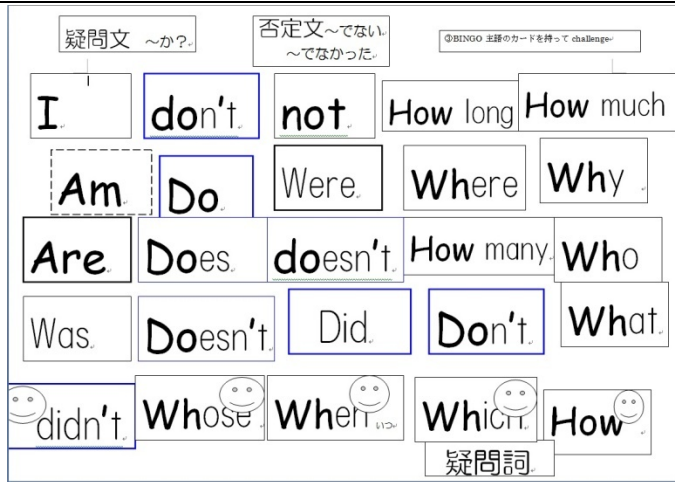 疑問文 ~か?
否定文~でない
~でなかった
③BINGO 主語のカードを持って challenge
I
don't
not
How long
How much
Am
Do
Were
Where
Why
Are
Does
doesn't
How many
Who
Was
Doesn't
Did
Don't
What
didn't
Whose
When いつ
Which
How
疑問詞